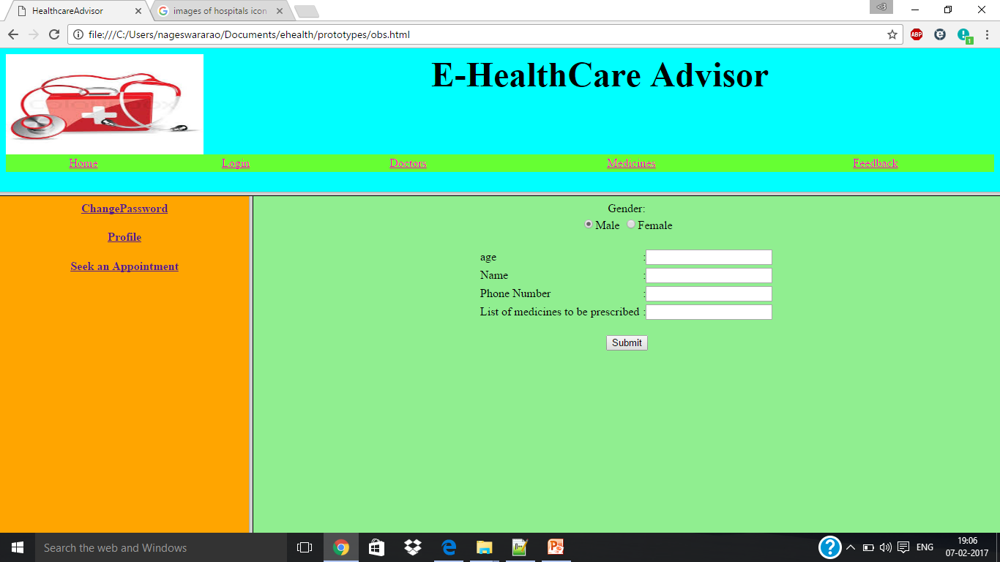 <3
HealthcareAdvisor
images of hospitals icon
file:///C:/Users/nageswararao/Documents/ehealth/prototypes/obs.html
ABP
1
E-HealthCare Advisor
Home Login Doctors Medicines Feedback
ChangePassword
Profile
Seek an Appointment
Gender:
Male Female
age :
Name :
Phone Number :
List of medicines to be prescribed :
Submit
Search the web and Windows
ENG
19:06
07-02-2017